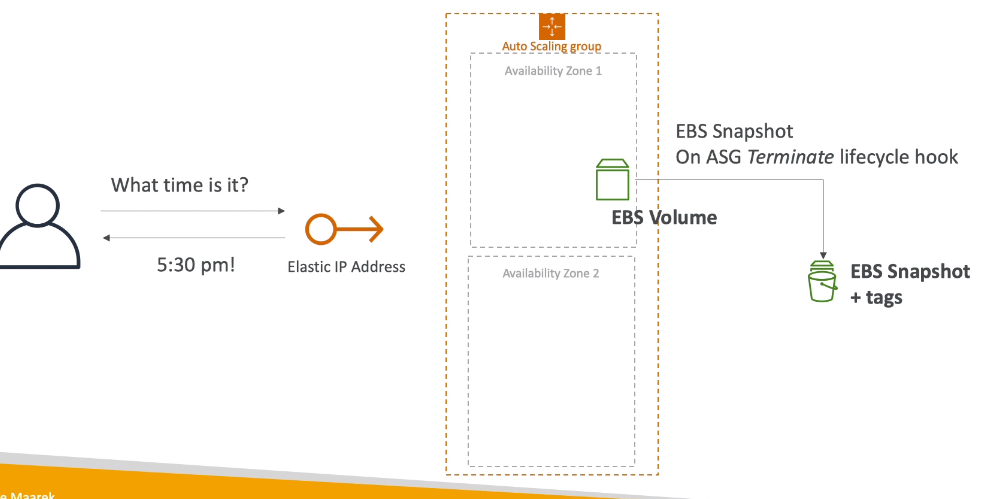 Auto Scaling group
Availability Zone 1
EBS Snapshot
On ASG Terminate lifecycle hook
What time is it?
EBS Volume
5:30 pm!
Elastic IP Address
Availability Zone 2
EBS Snapshot
+ tags
Maarek